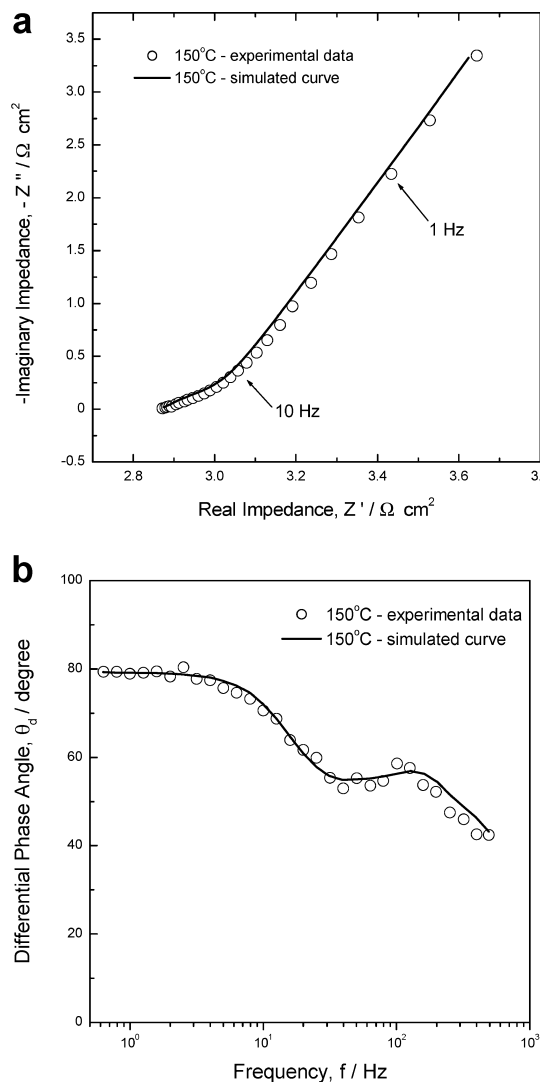 a
3.5
3.0
2.5
2.0
1.5
1.0
0.5
0
-0.5
-Imaginary Impedance, - Z'' / Ω cm²
150°C - experimental data
150°C - simulated curve
1 Hz
10 Hz
2.8
3.0
3.2
3.4
3.6
3.8
Real Impedance, Z' / Ω cm²
b
100
80
60
40
20
0
Differential Phase Angle, θd / degree
150°C - experimental data
150°C - simulated curve
10⁰
10¹
10²
10³
Frequency, f / Hz